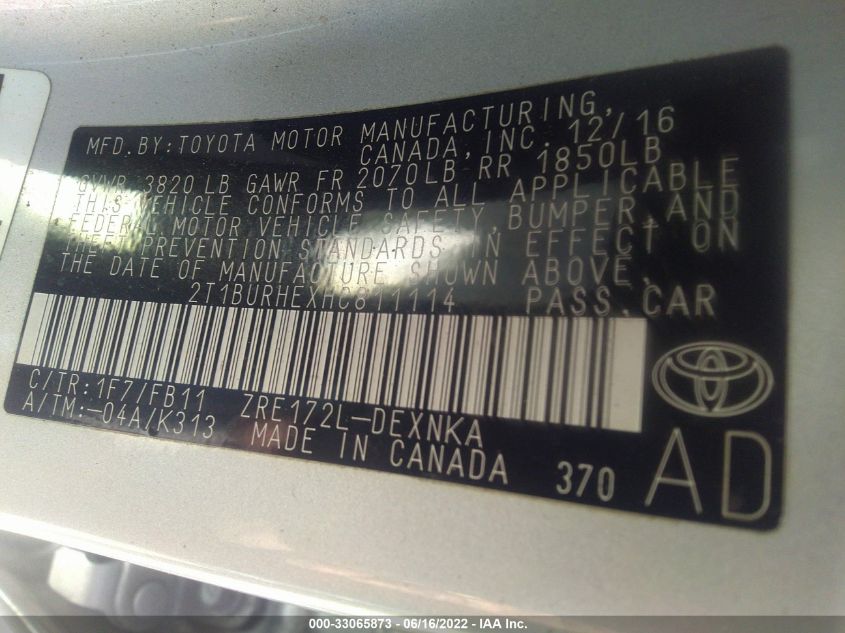 MFD.BY:TOYOTA MOTOR MANUFACTURING,
CANADA,INC. 12/16
GVWR 3820 LB GAWR FR 2070LB RR 1850LB
THIS VEHICLE CONFORMS TO ALL APPLICABLE
FEDERAL MOTOR VEHICLE SAFETY,BUMPER,AND
THEFT PREVENTION STANDARDS IN EFFECT ON
THE DATE OF MANUFACTURE SHOWN ABOVE.
2T1BURHEXHC811114 PASS.CAR
C/TR:1F7/FB11 ZRE172L-DEXNKA
A/TM:-04A/K313 MADE IN CANADA 370 AD
000-33065873 - 06/16/2022 - IAA Inc.